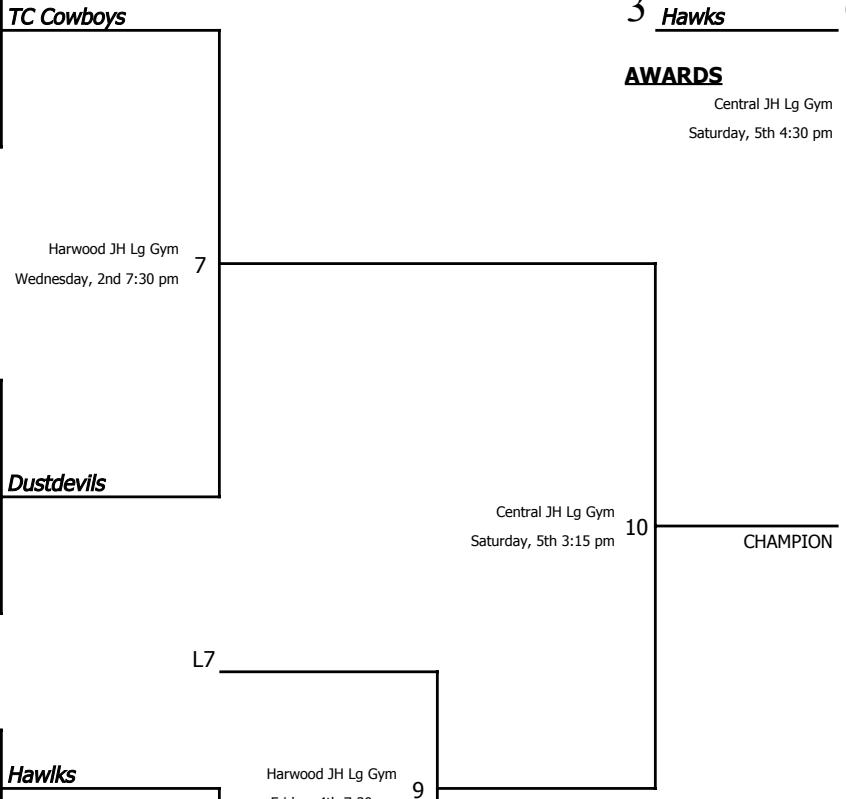 TC Cowboys
3 Hawks
AWARDS
Central JH Lg Gym
Saturday, 5th 4:30 pm
Harwood JH Lg Gym
7
Wednesday, 2nd 7:30 pm
Dustdevils
Central JH Lg Gym
10
Saturday, 5th 3:15 pm
CHAMPION
L7
Hawlks
Harwood JH Lg Gym
9